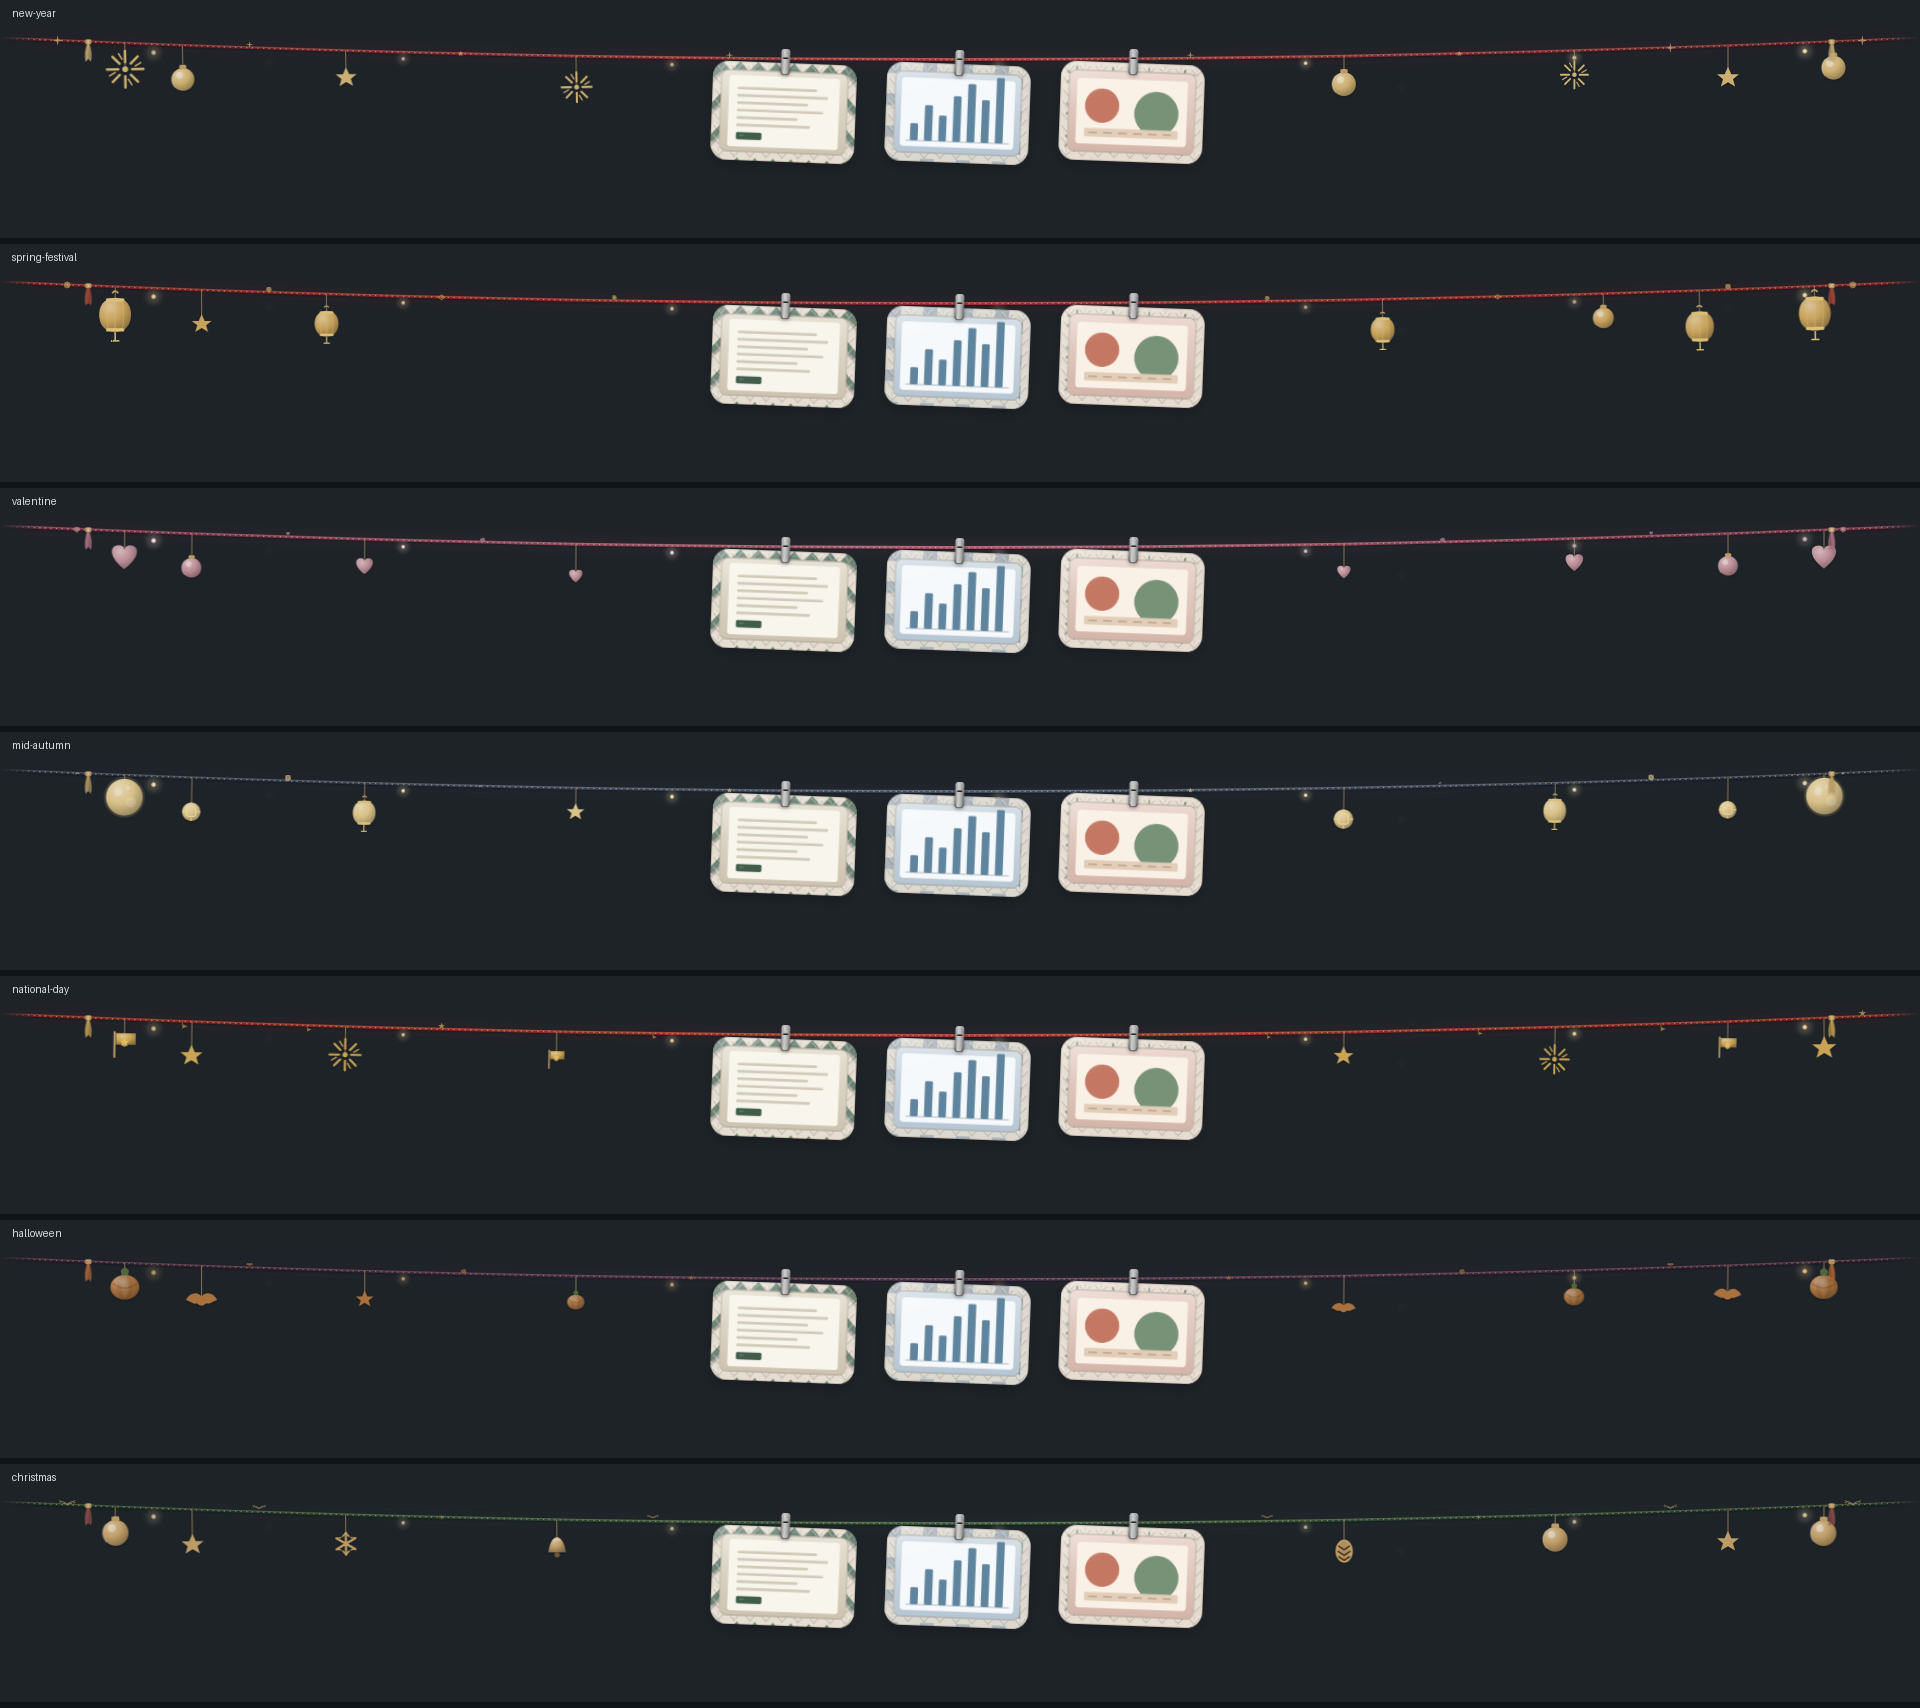 new-year
spring-festival
valentine
mid-autumn
national-day
halloween
christmas